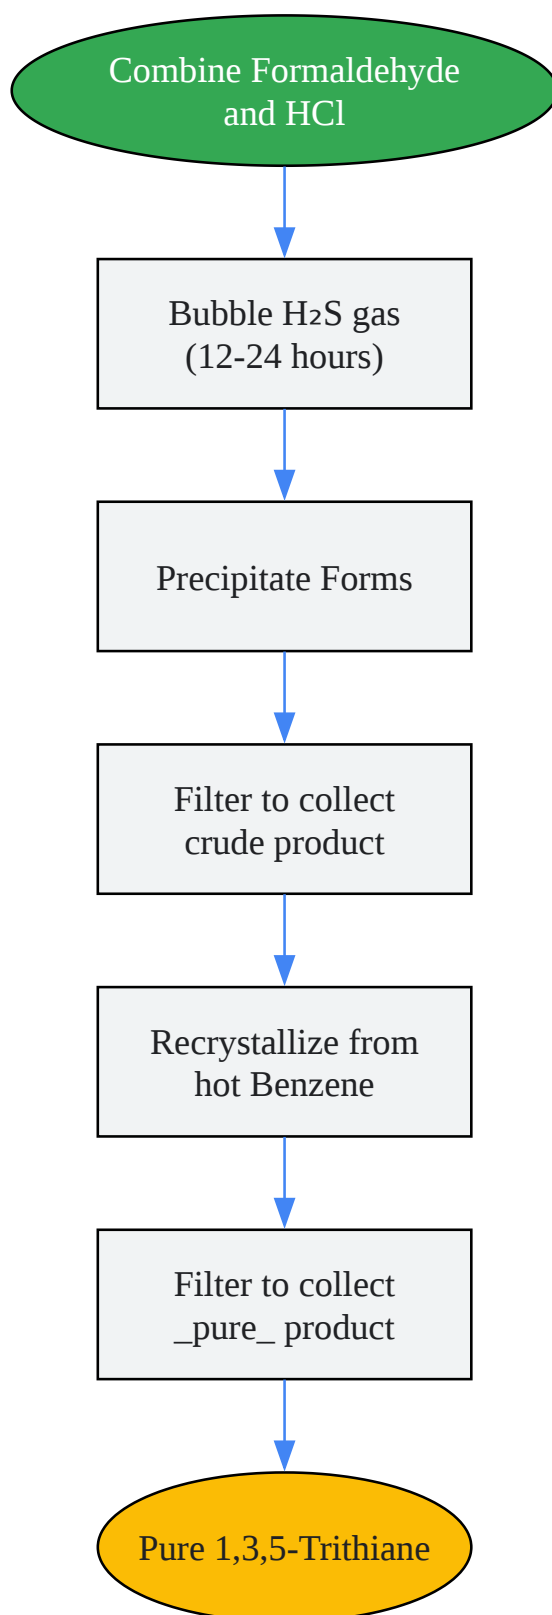 Combine Formaldehyde
and HCl
Bubble H₂S gas
(12-24 hours)
Precipitate Forms
Filter to collect
crude product
Recrystallize from
hot Benzene
Filter to collect
_pure_ product
Pure 1,3,5-Trithiane